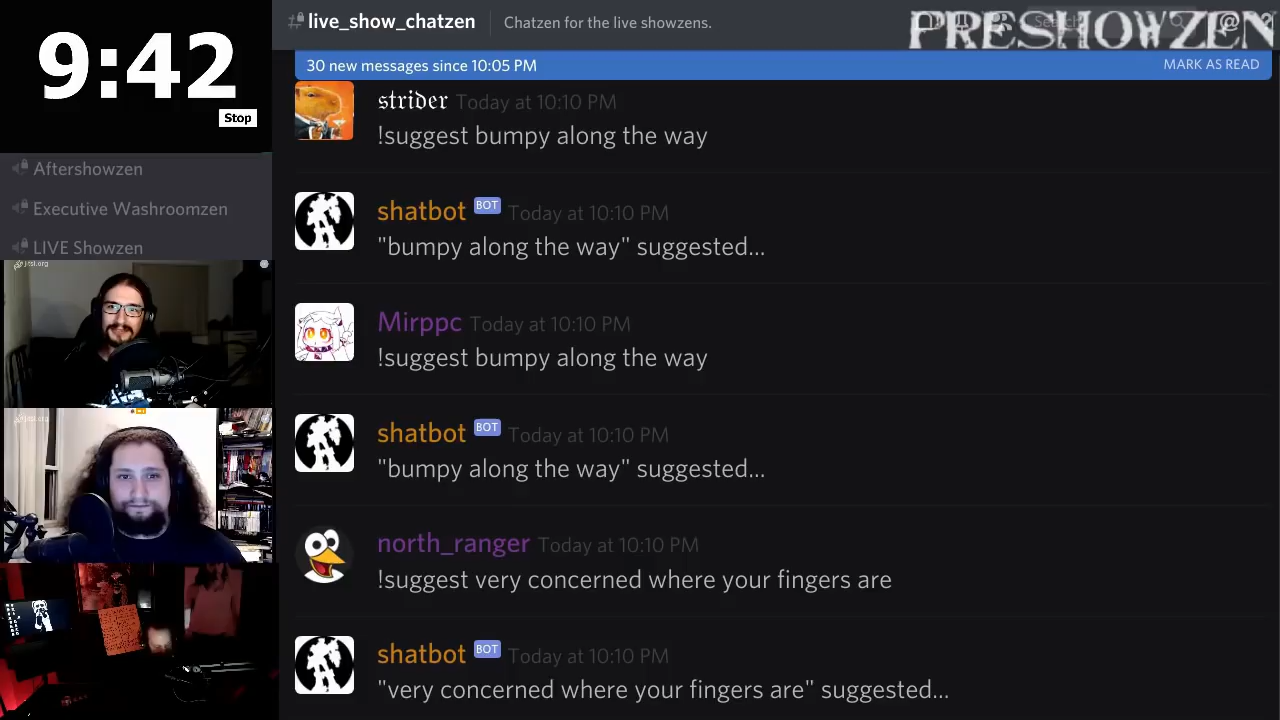 9:42
Stop
live_show_chatzen
Chatzen for the live showzens.
PRESHOWZEN
30 new messages since 10:05 PM
MARK AS READ
Aftershowzen
Executive Washroomzen
LIVE Showzen
strider Today at 10:10 PM
!suggest bumpy along the way
shatbot BOT Today at 10:10 PM
"bumpy along the way" suggested...
Mirppc Today at 10:10 PM
!suggest bumpy along the way
shatbot BOT Today at 10:10 PM
"bumpy along the way" suggested...
north_ranger Today at 10:10 PM
!suggest very concerned where your fingers are
shatbot BOT Today at 10:10 PM
"very concerned where your fingers are" suggested...